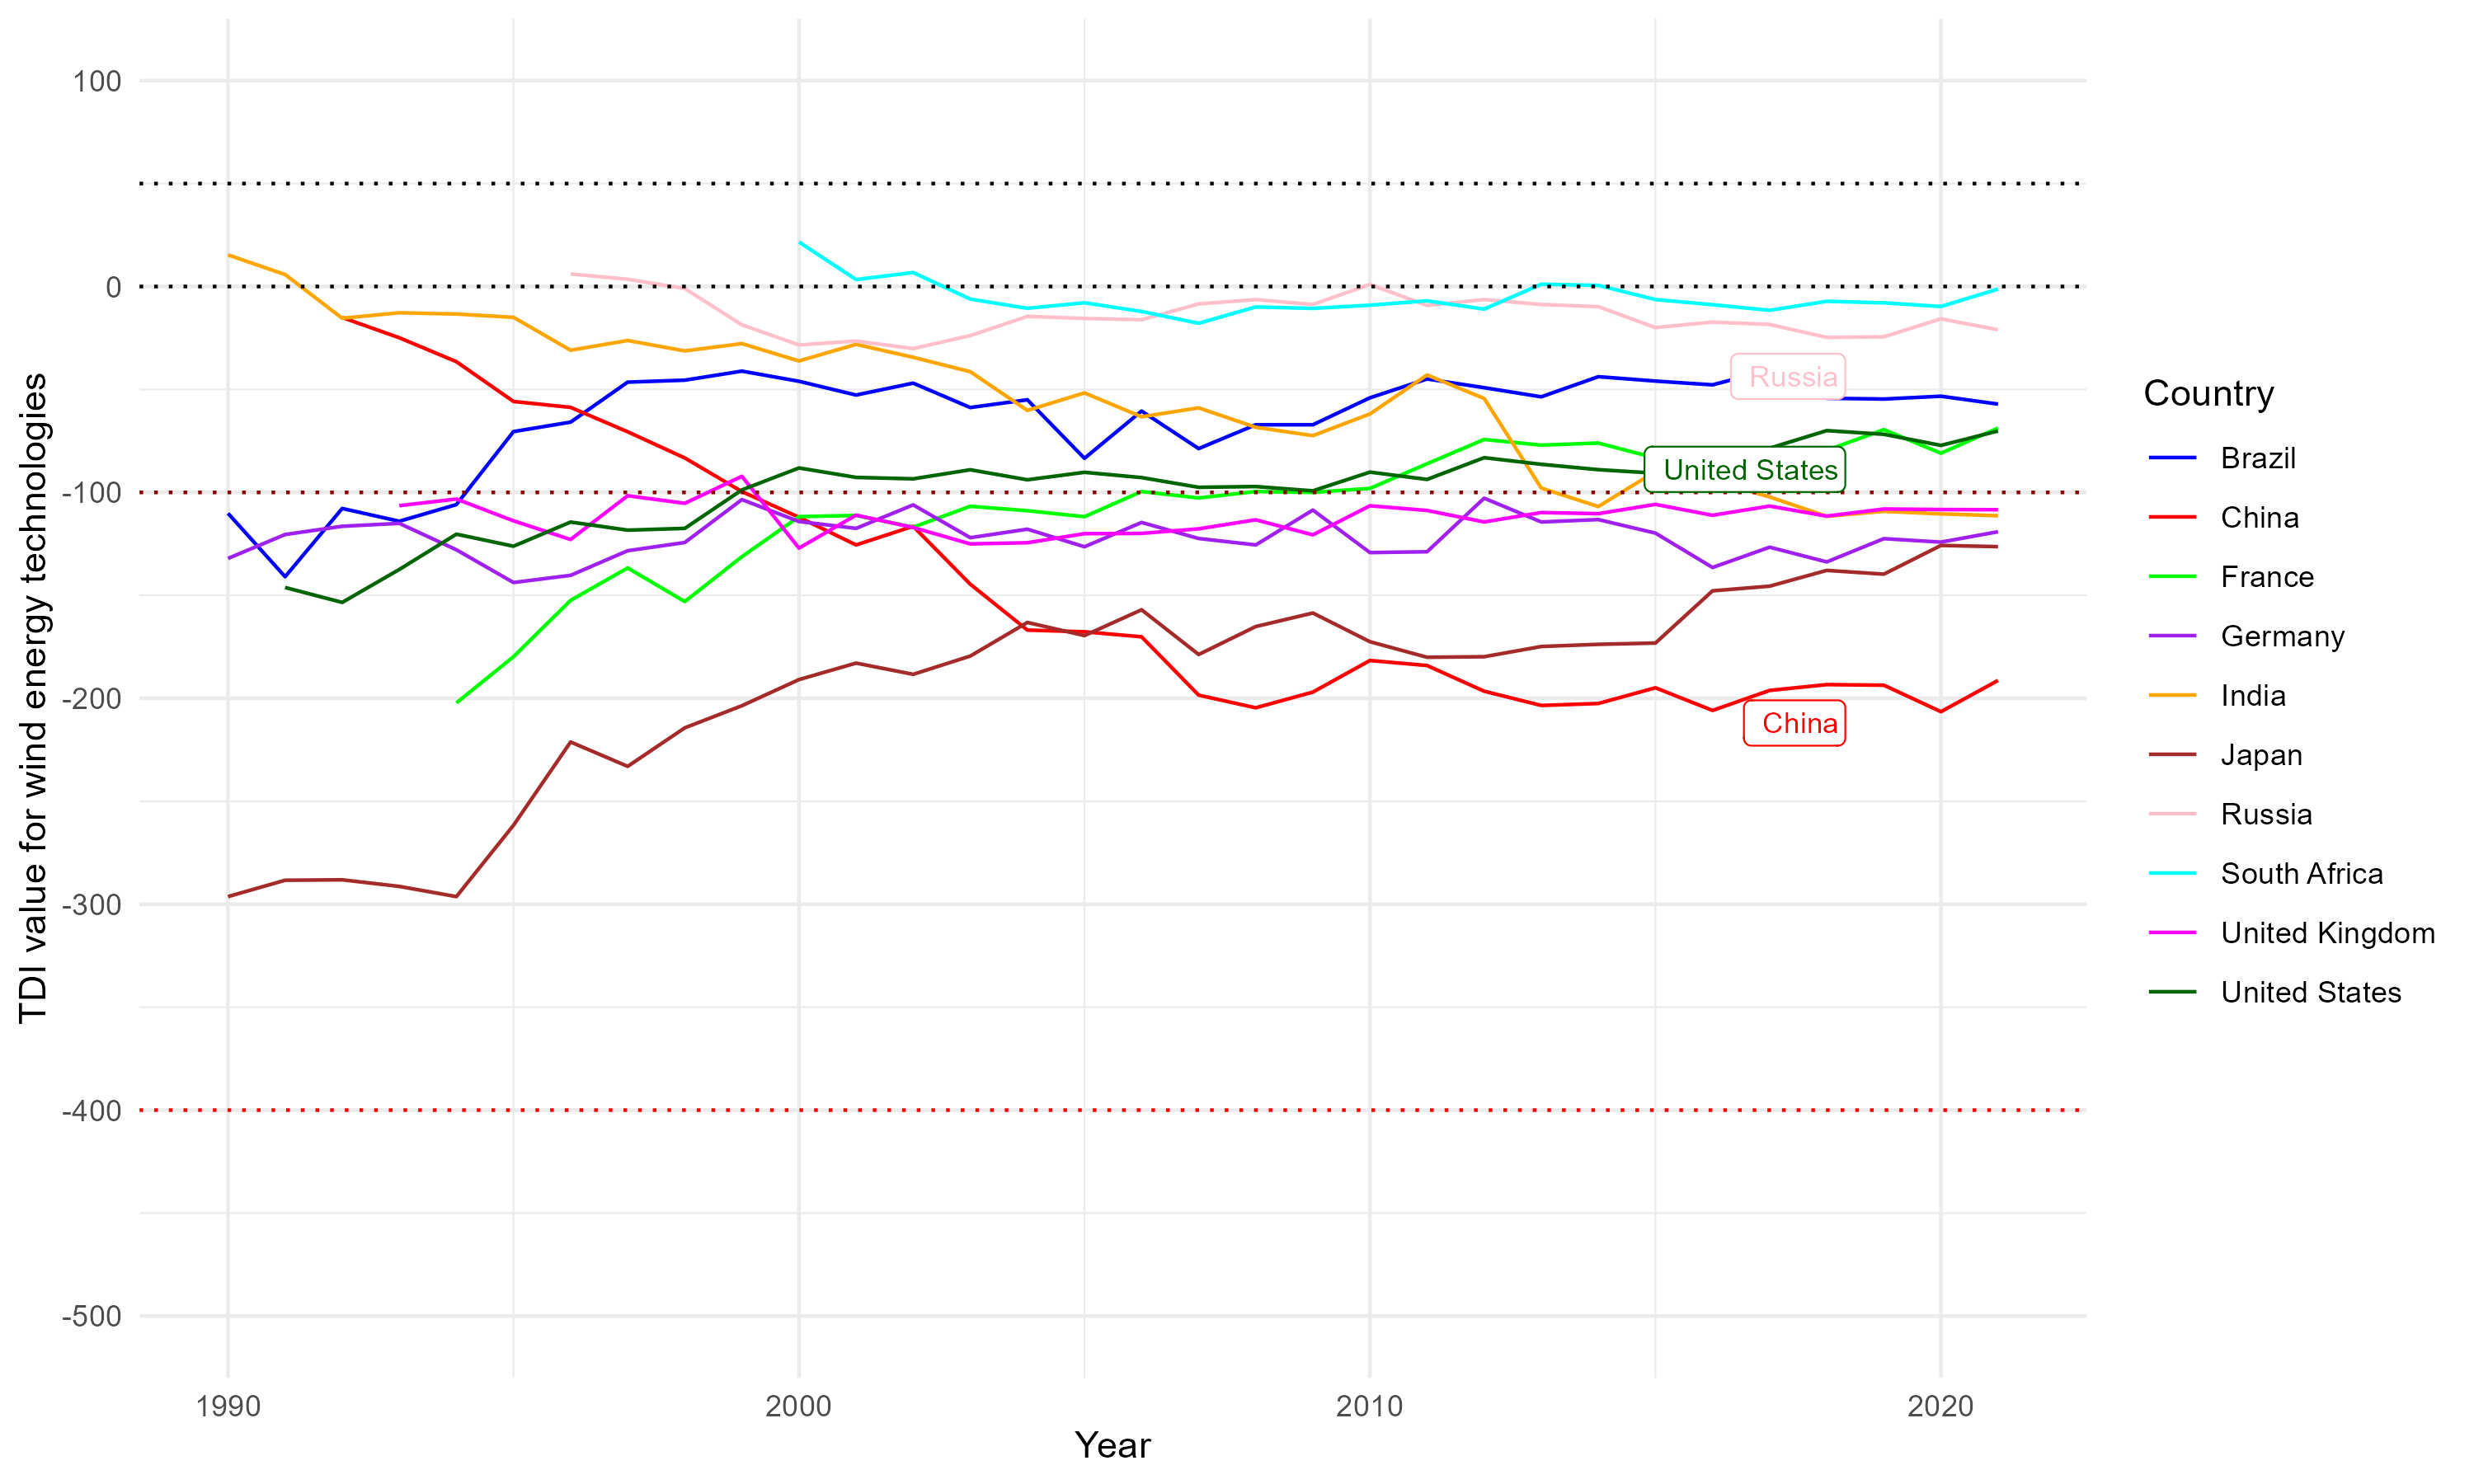 TDI value for wind energy technologies
100
0
-100
-200
-300
-400
-500
1990
2000
2010
2020
Year
Russia
United States
China
Country
Brazil
China
France
Germany
India
Japan
Russia
South Africa
United Kingdom
United States